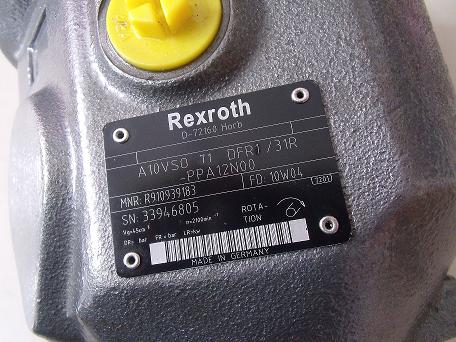 Rexroth
D-72160 Horb
A10VSO 71 DFR1 /31R
-PPA12N00
MNR: R910939183
FD: 10W04
SN: 33946805
ROTA-
TION
MADE IN GERMANY